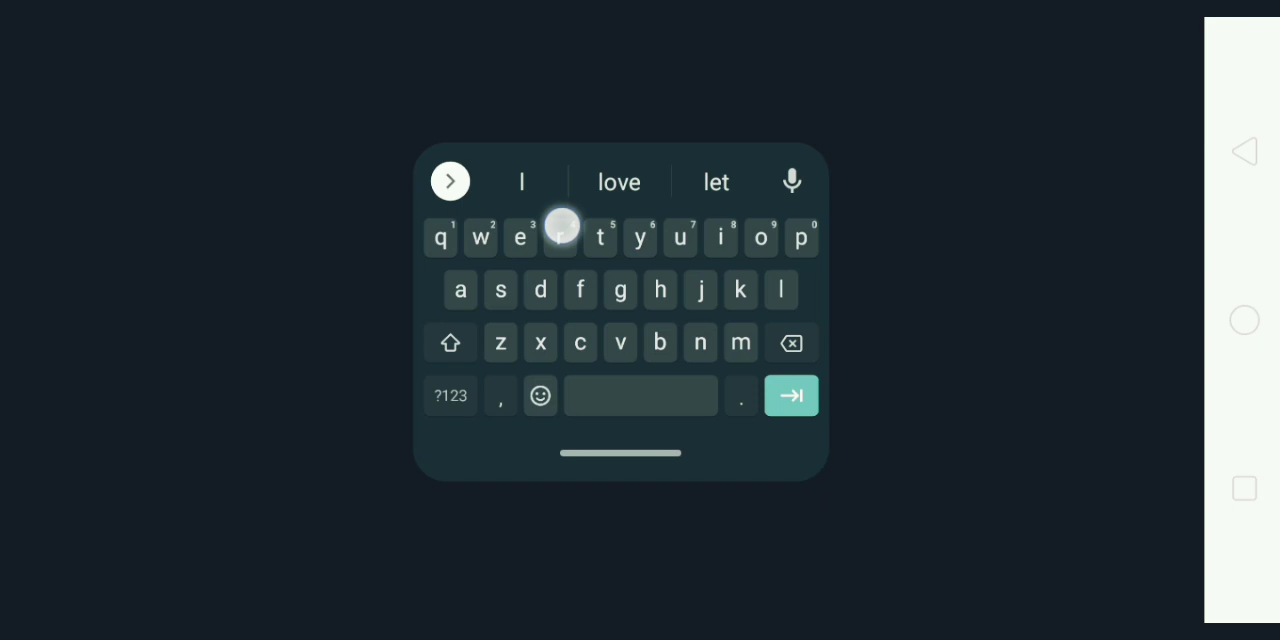 l love let
q1 w2 e3 r4 t5 y6 u7 i8 o9 p0
a s d f g h j k l
z x c v b n m
?123 , .